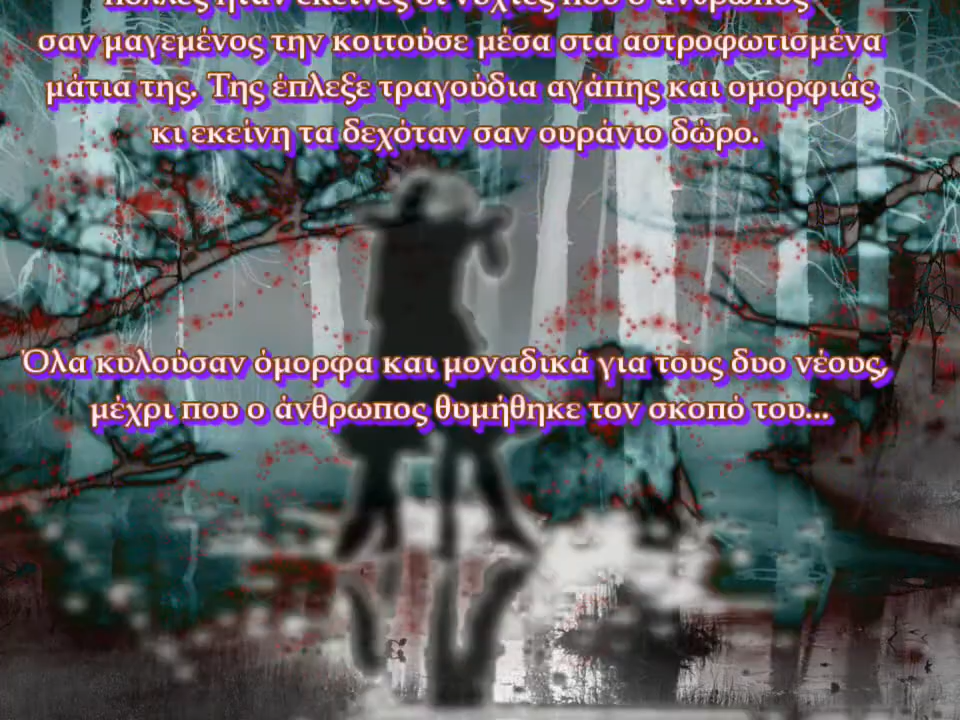 πολλές ήταν εκείνες οι νύχτες που ο άνθρωπος
σαν μαγεμένος την κοιτούσε μέσα στα αστροφωτισμένα
μάτια της. Της έπλεξε τραγούδια αγάπης και ομορφιάς
κι εκείνη τα δεχόταν σαν ουράνιο δώρο.
Όλα κυλούσαν όμορφα και μοναδικά για τους δυο νέους,
μέχρι που ο άνθρωπος θυμήθηκε τον σκοπό του...